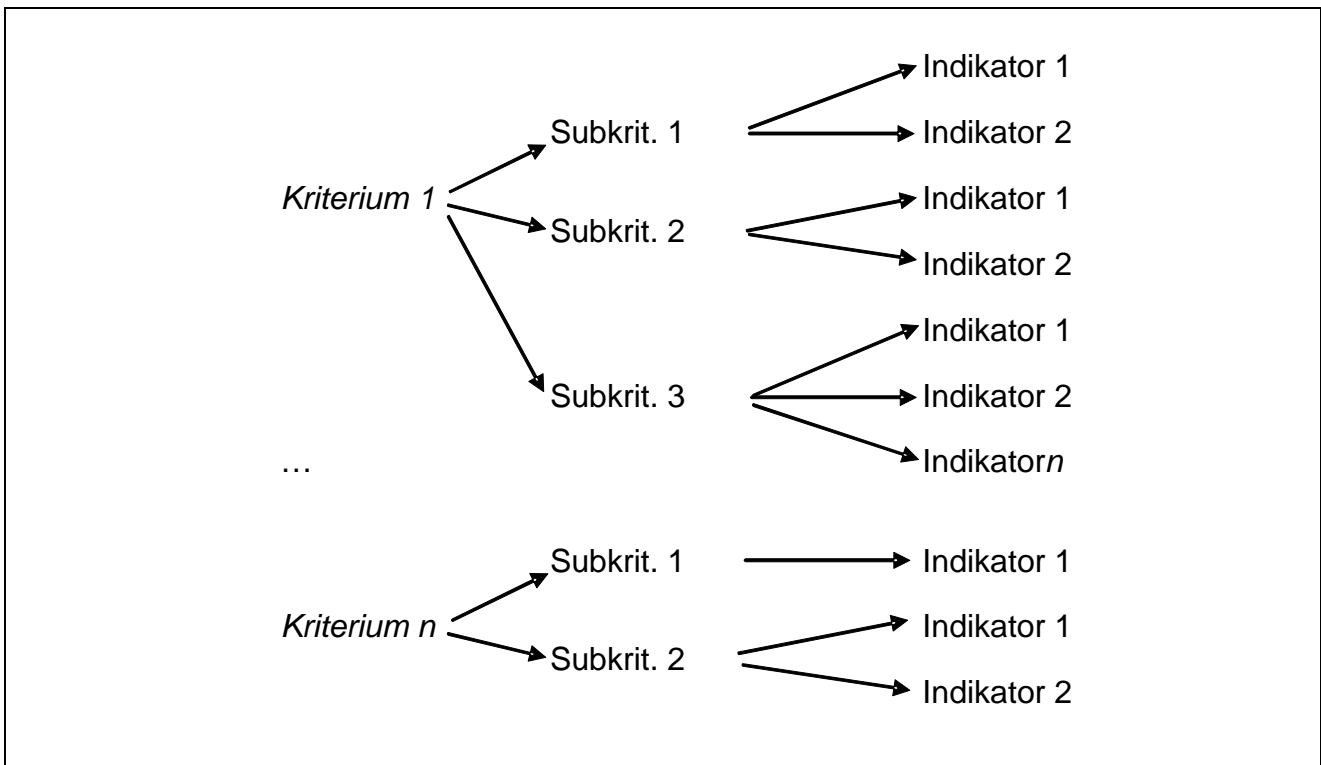 Indikator 1
Subkrit. 1
Indikator 2
Kriterium 1
Indikator 1
Subkrit. 2
Indikator 2
Indikator 1
Subkrit. 3
Indikator 2
…
Indikatorn
Subkrit. 1
Indikator 1
Kriterium n
Indikator 1
Subkrit. 2
Indikator 2